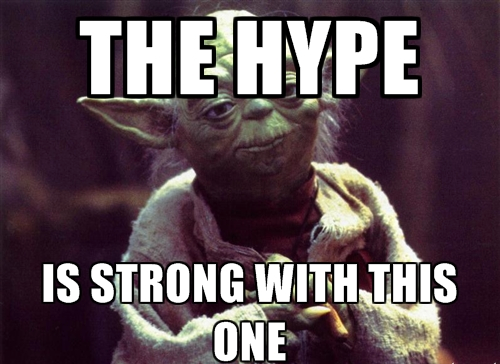 THE HYPE
IS STRONG WITH THIS
ONE